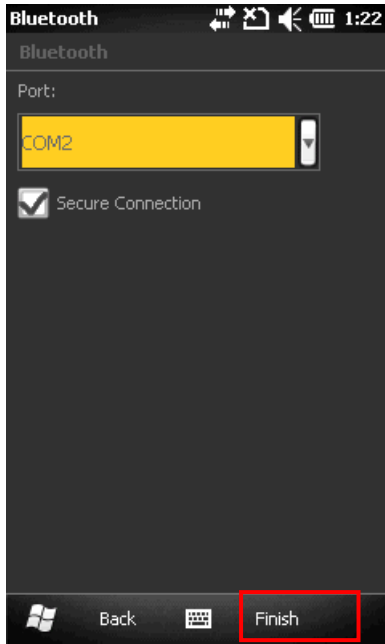 Bluetooth 1:22
Bluetooth
Port:
COM2
Secure Connection
Back Finish